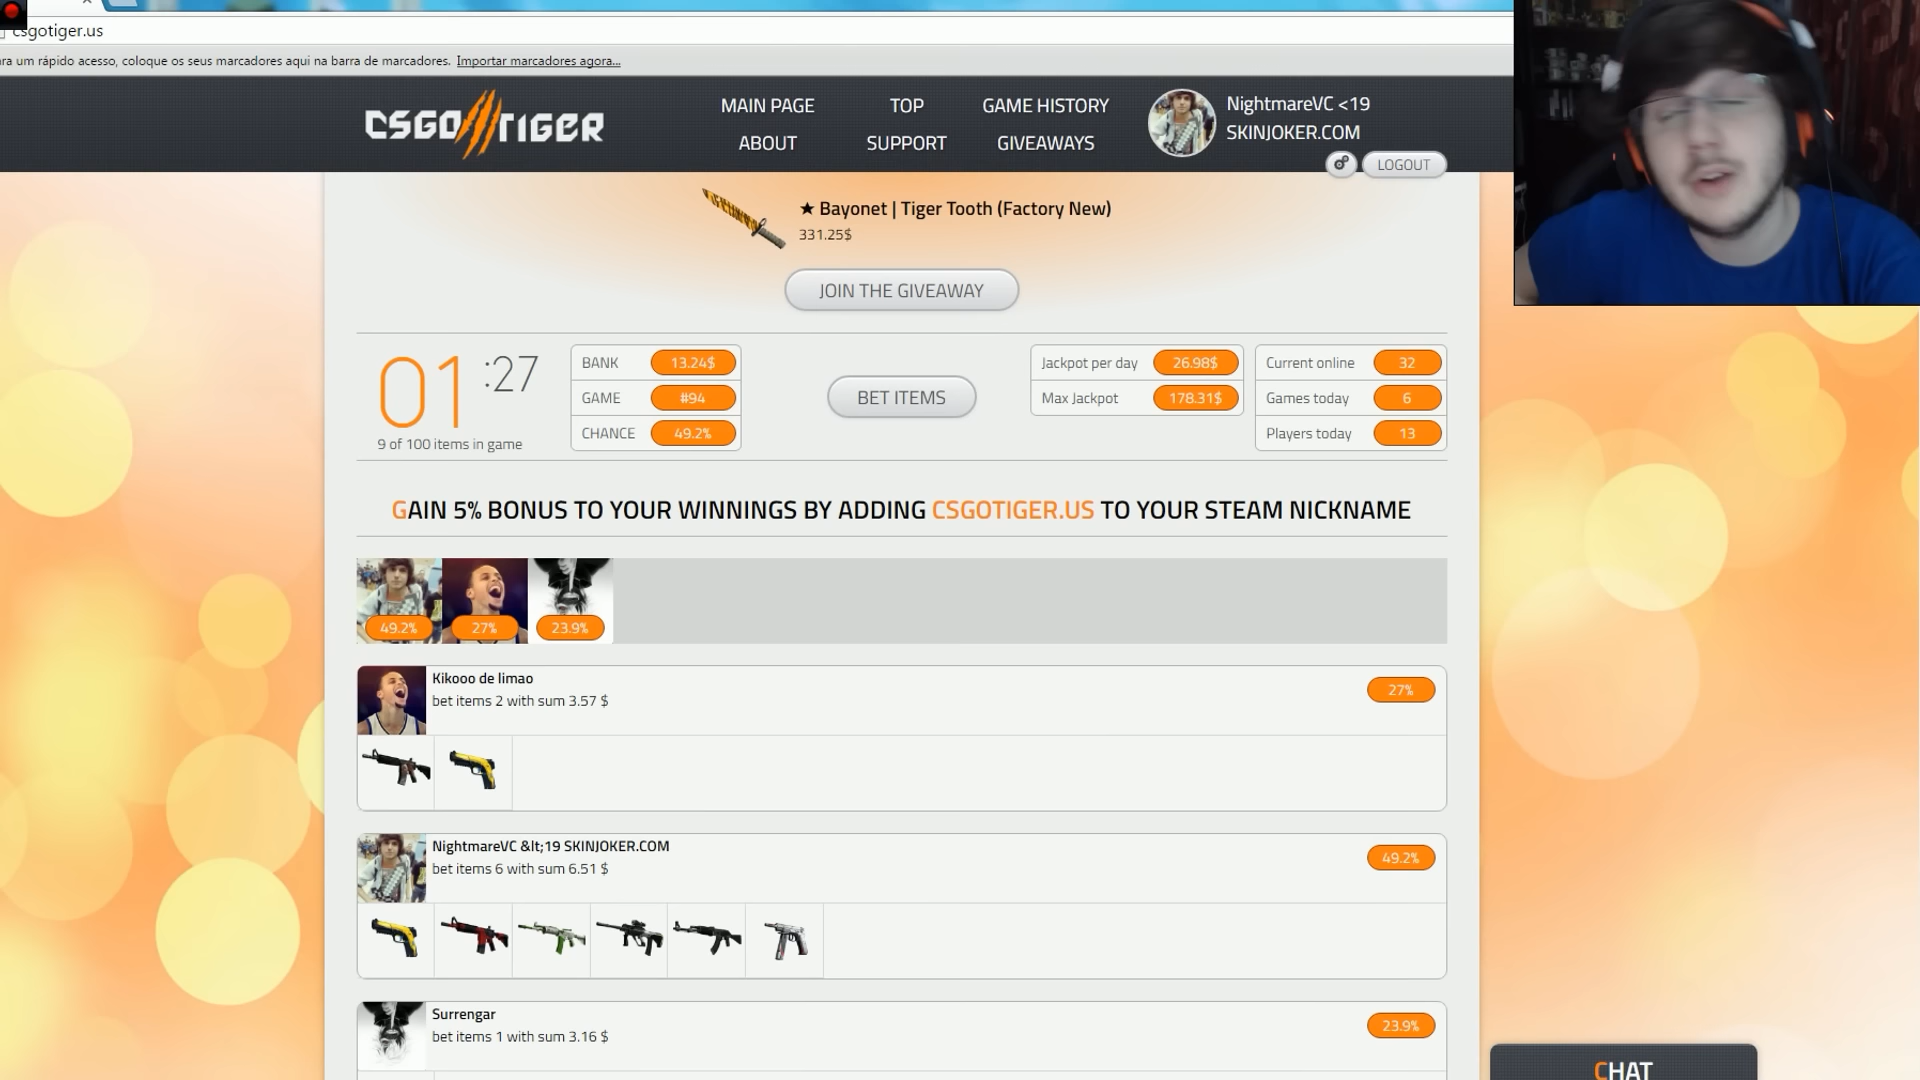 csgotiger.us
ra um rápido acesso, coloque os seus marcadores aqui na barra de marcadores. Importar marcadores agora...
CSGO TIGER
MAIN PAGE
TOP
GAME HISTORY
ABOUT
SUPPORT
GIVEAWAYS
NightmareVC <19
SKINJOKER.COM
LOGOUT
★ Bayonet | Tiger Tooth (Factory New)
331.25$
JOIN THE GIVEAWAY
01 :27
9 of 100 items in game
BANK 13.24$
GAME #94
CHANCE 49.2%
BET ITEMS
Jackpot per day 26.98$
Max Jackpot 178.31$
Current online 32
Games today 6
Players today 13
GAIN 5% BONUS TO YOUR WINNINGS BY ADDING CSGOTIGER.US TO YOUR STEAM NICKNAME
49.2% 27% 23.9%
Kikooo de limao
bet items 2 with sum 3.57 $
27%
NightmareVC &lt;19 SKINJOKER.COM
bet items 6 with sum 6.51 $
49.2%
Surrengar
bet items 1 with sum 3.16 $
23.9%
CHAT